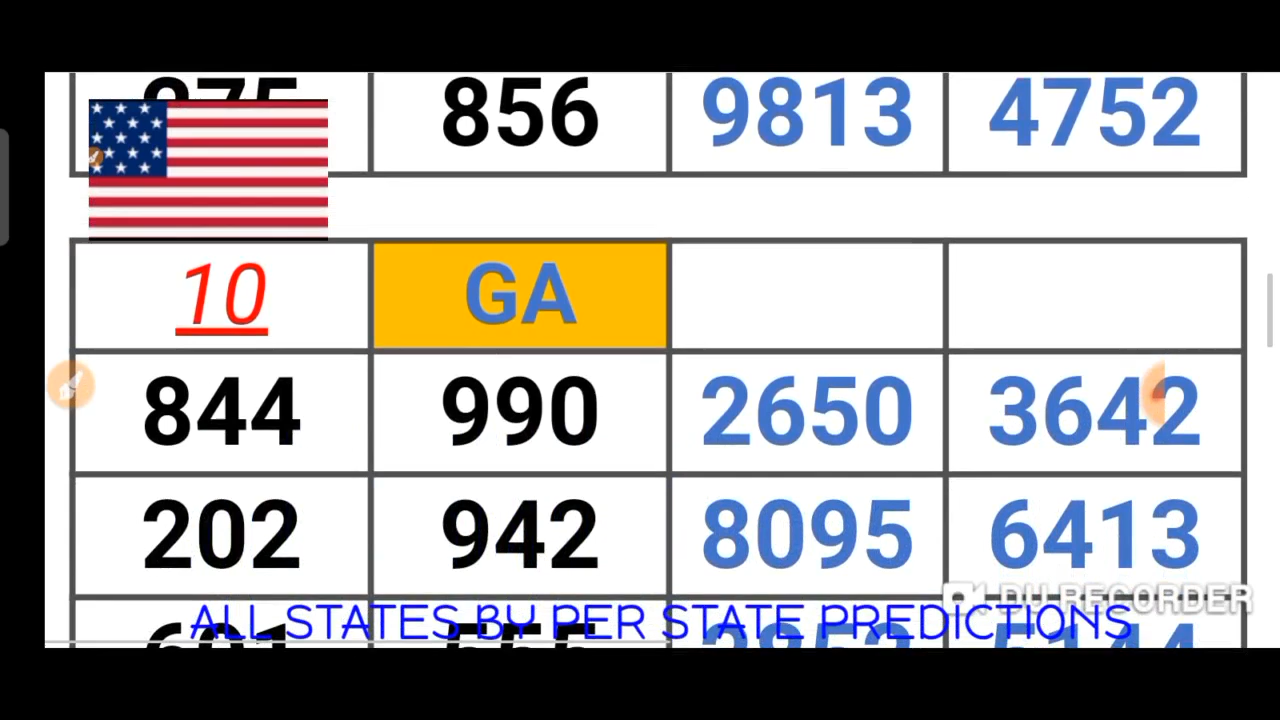 856 9813 4752
10 GA
844 990 2650 3642
202 942 8095 6413
DU RECORDER
ALL STATES BY PER STATE PREDICTIONS